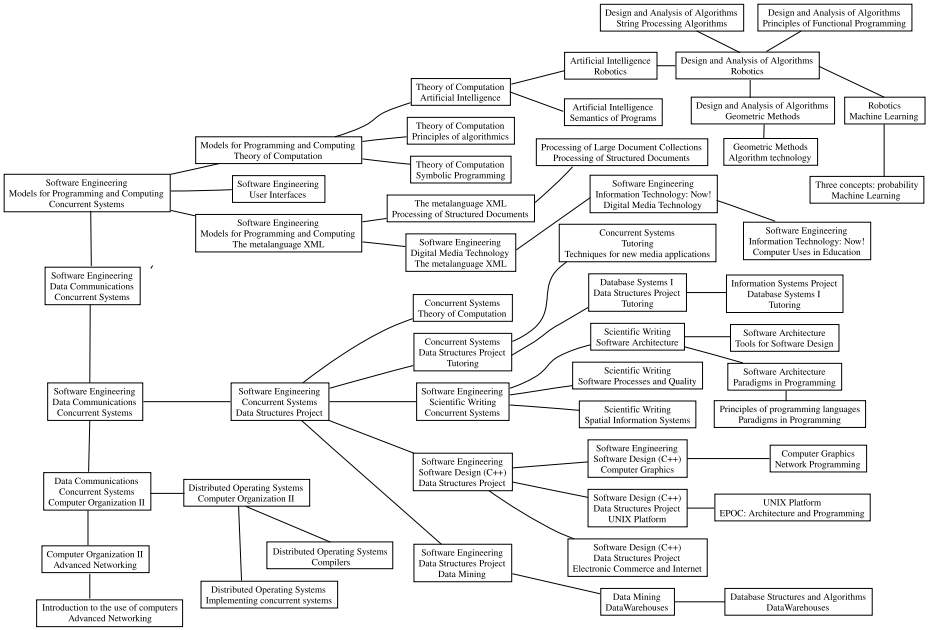 Design and Analysis of Algorithms
String Processing Algorithms
Design and Analysis of Algorithms
Principles of Functional Programming
Artificial Intelligence
Robotics
Design and Analysis of Algorithms
Robotics
Theory of Computation
Artificial Intelligence
Artificial Intelligence
Semantics of Programs
Design and Analysis of Algorithms
Geometric Methods
Robotics
Machine Learning
Theory of Computation
Principles of algorithmics
Models for Programming and Computing
Theory of Computation
Processing of Large Document Collections
Processing of Structured Documents
Geometric Methods
Algorithm technology
Theory of Computation
Symbolic Programming
Software Engineering
Models for Programming and Computing
Concurrent Systems
Software Engineering
User Interfaces
Software Engineering
Information Technology: Now!
Digital Media Technology
Three concepts: probability
Machine Learning
The metalanguage XML
Processing of Structured Documents
Software Engineering
Models for Programming and Computing
The metalanguage XML
Software Engineering
Digital Media Technology
The metalanguage XML
Concurrent Systems
Tutoring
Techniques for new media applications
Software Engineering
Information Technology: Now!
Computer Uses in Education
Software Engineering
Data Communications
Concurrent Systems
Database Systems I
Data Structures Project
Tutoring
Information Systems Project
Database Systems I
Tutoring
Concurrent Systems
Theory of Computation
Concurrent Systems
Data Structures Project
Tutoring
Scientific Writing
Software Architecture
Software Architecture
Tools for Software Design
Scientific Writing
Software Processes and Quality
Software Architecture
Paradigms in Programming
Software Engineering
Data Communications
Concurrent Systems
Software Engineering
Concurrent Systems
Data Structures Project
Software Engineering
Scientific Writing
Concurrent Systems
Scientific Writing
Spatial Information Systems
Principles of programming languages
Paradigms in Programming
Software Engineering
Software Design (C++)
Data Structures Project
Software Engineering
Software Design (C++)
Computer Graphics
Computer Graphics
Network Programming
Data Communications
Concurrent Systems
Computer Organization II
Distributed Operating Systems
Computer Organization II
Software Design (C++)
Data Structures Project
UNIX Platform
UNIX Platform
EPOC: Architecture and Programming
Computer Organization II
Advanced Networking
Distributed Operating Systems
Compilers
Software Engineering
Data Structures Project
Data Mining
Software Design (C++)
Data Structures Project
Electronic Commerce and Internet
Introduction to the use of computers
Advanced Networking
Distributed Operating Systems
Implementing concurrent systems
Data Mining
DataWarehouses
Database Structures and Algorithms
DataWarehouses